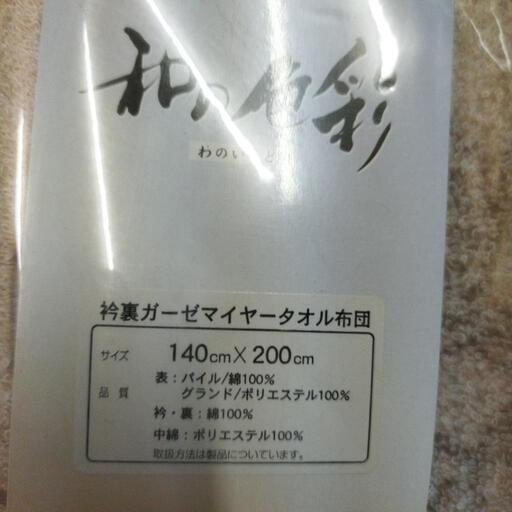 和の色彩
わのい
衿裏ガーゼマイヤータオル布団
サイズ 140cm×200cm
表：パイル/綿100%
品質 グランド/ポリエステル100%
衿・裏：綿100%
中綿：ポリエステル100%
取扱方法は製品についています。